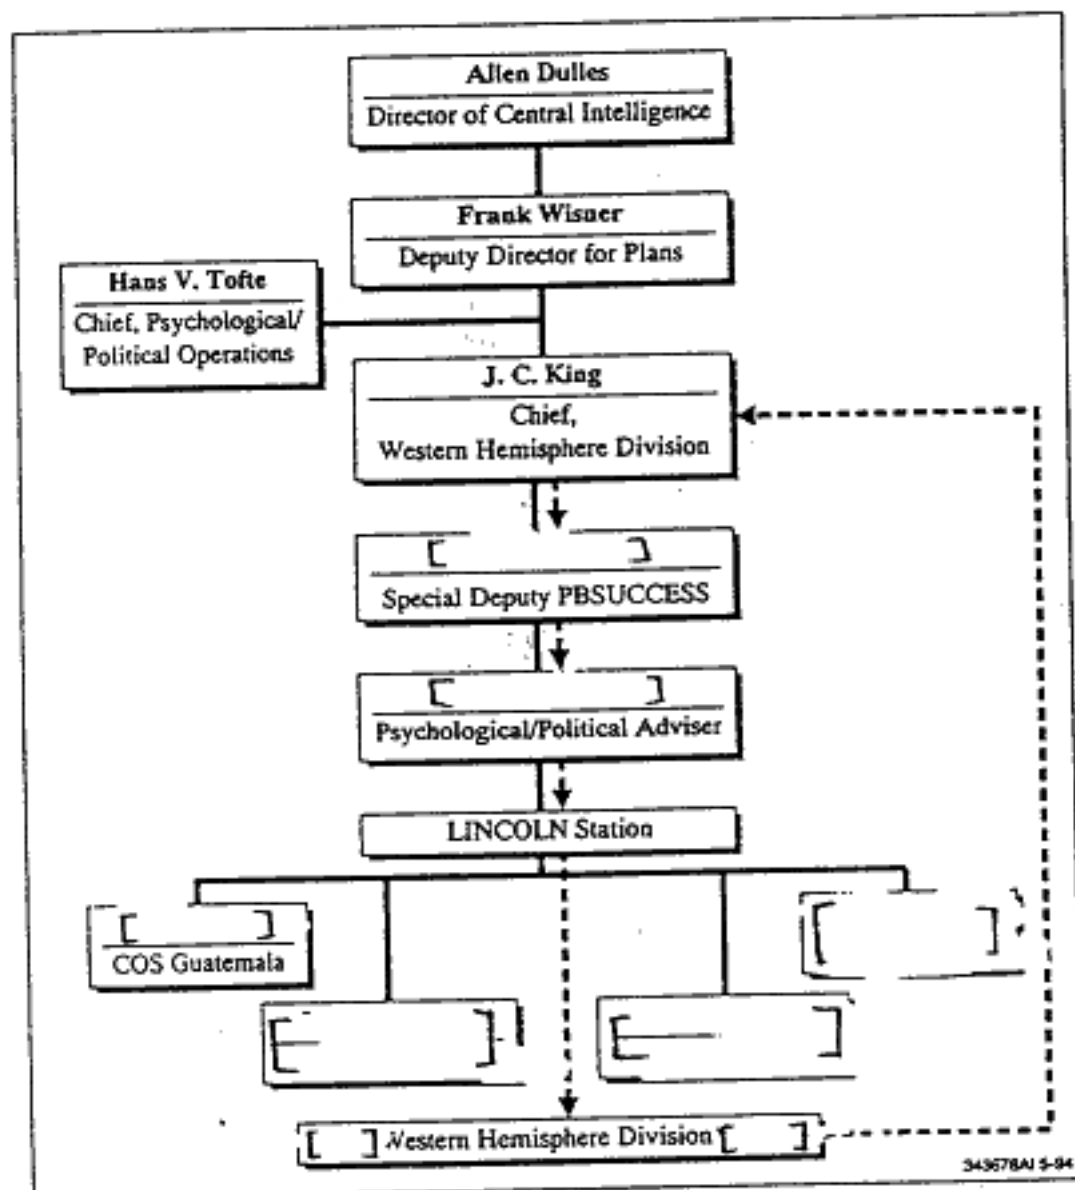 Allen Dulles
Director of Central Intelligence
Frank Wisner
Deputy Director for Plans
Hans V. Tofte
Chief, Psychological/
Political Operations
J. C. King
Chief,
Western Hemisphere Division
[ ]
Special Deputy PBSUCCESS
[ ]
Psychological/Political Adviser
LINCOLN Station
[ ]
COS Guatemala
[ ]
[ ]
[ ]
[ ] Western Hemisphere Division [ ]
343678AI 5-94